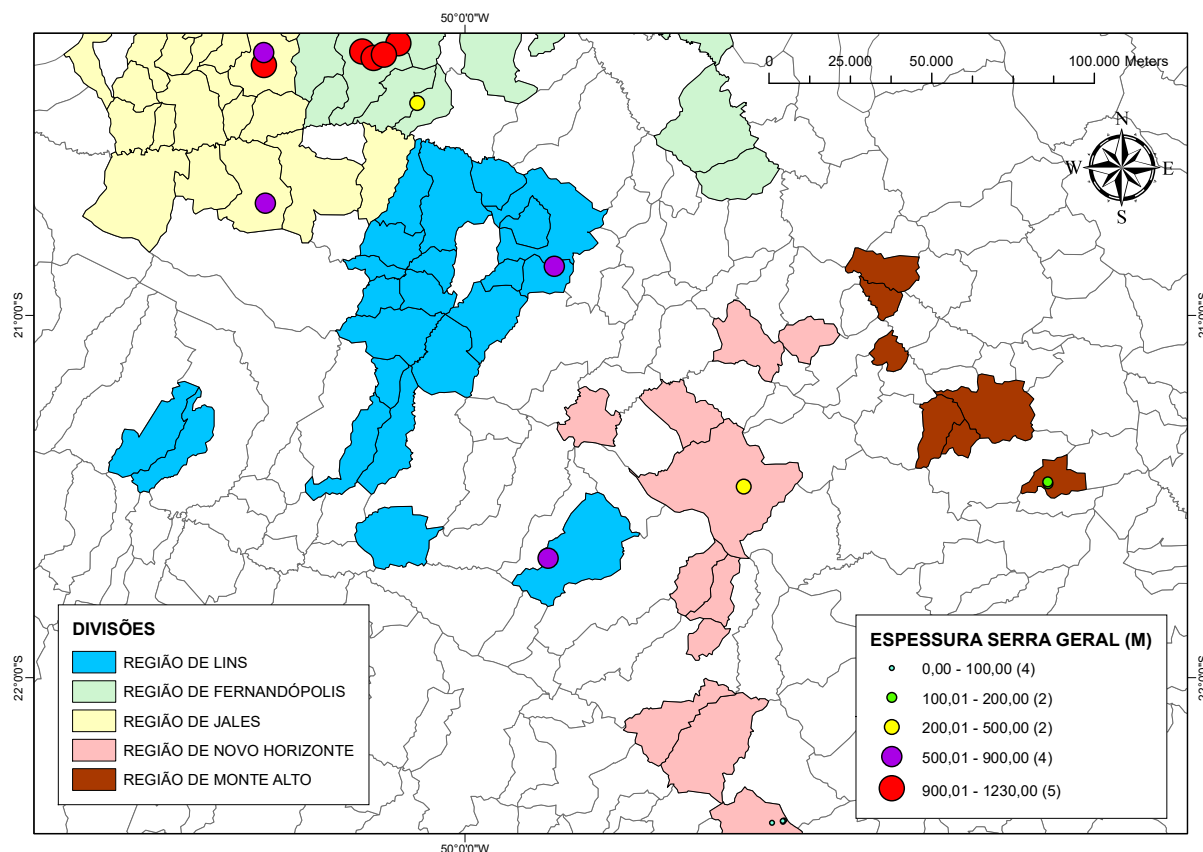 50°0'0"W
0 25.000 50.000 100.000 Meters
N
W E
S
21°0'0"S
21°0'0"S
22°0'0"S
22°0'0"S
DIVISÕES
REGIÃO DE LINS
REGIÃO DE FERNANDÓPOLIS
REGIÃO DE JALES
REGIÃO DE NOVO HORIZONTE
REGIÃO DE MONTE ALTO
ESPESSURA SERRA GERAL (M)
0,00 - 100,00 (4)
100,01 - 200,00 (2)
200,01 - 500,00 (2)
500,01 - 900,00 (4)
900,01 - 1230,00 (5)
50°0'0"W